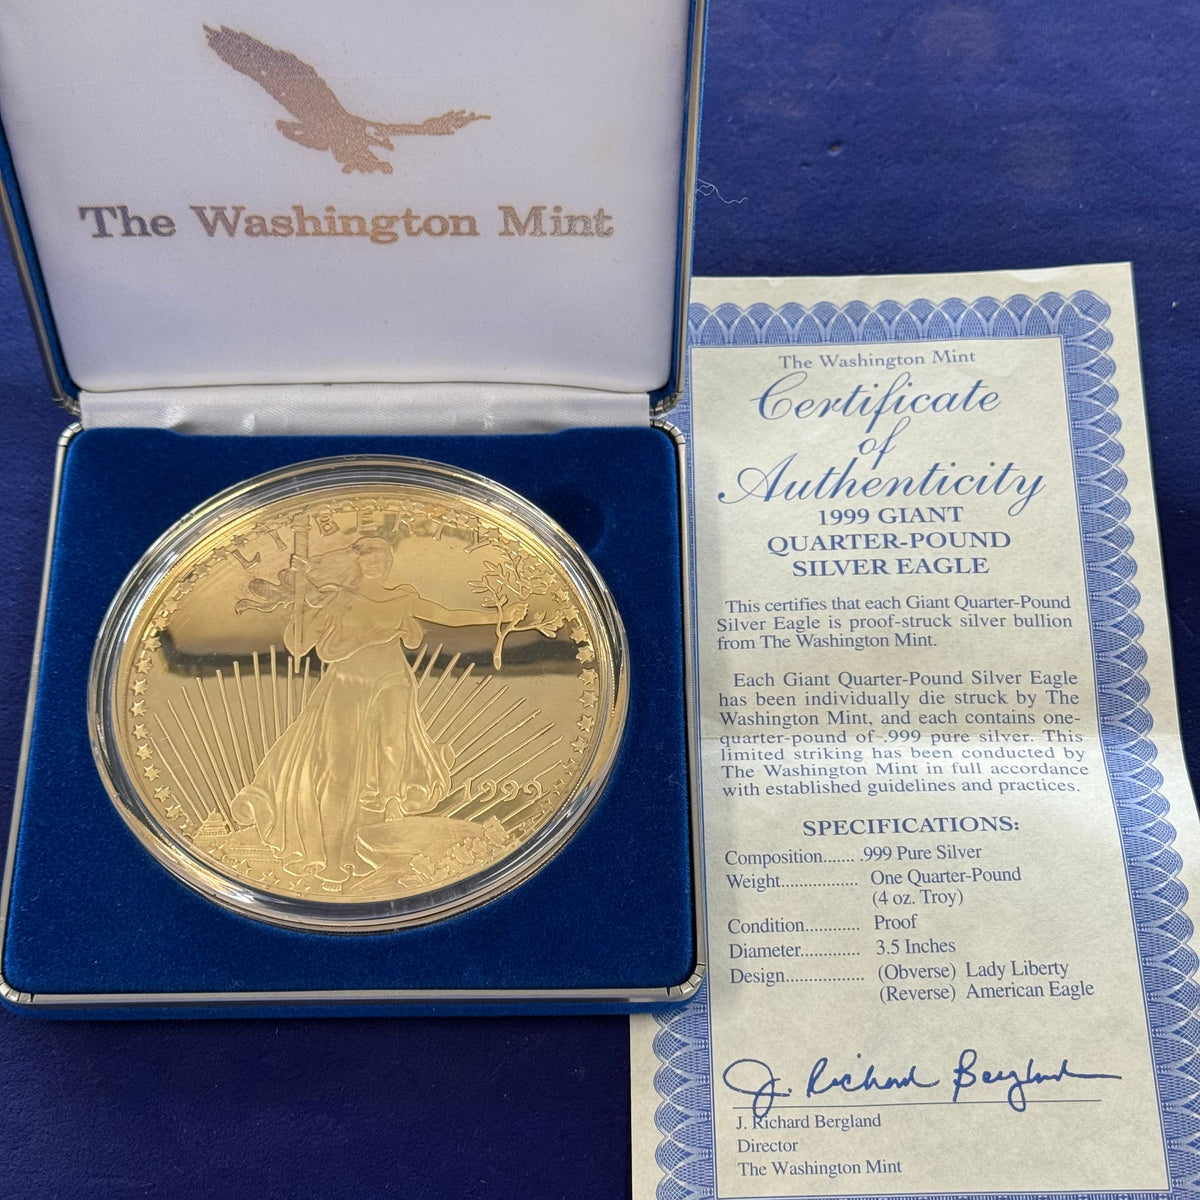 The Washington Mint
LIBERTY
1999
The Washington Mint
Certificate
of
Authenticity
1999 GIANT
QUARTER-POUND
SILVER EAGLE
This certifies that each Giant Quarter-Pound
Silver Eagle is proof-struck silver bullion
from The Washington Mint.
Each Giant Quarter-Pound Silver Eagle
has been individually die struck by The
Washington Mint, and each contains one-
quarter-pound of .999 pure silver. This
limited striking has been conducted by
The Washington Mint in full accordance
with established guidelines and practices.
SPECIFICATIONS:
Composition....... .999 Pure Silver
Weight................. One Quarter-Pound
(4 oz. Troy)
Condition............ Proof
Diameter............. 3.5 Inches
Design.................. (Obverse) Lady Liberty
(Reverse) American Eagle
J. Richard Bergland
J. Richard Bergland
Director
The Washington Mint